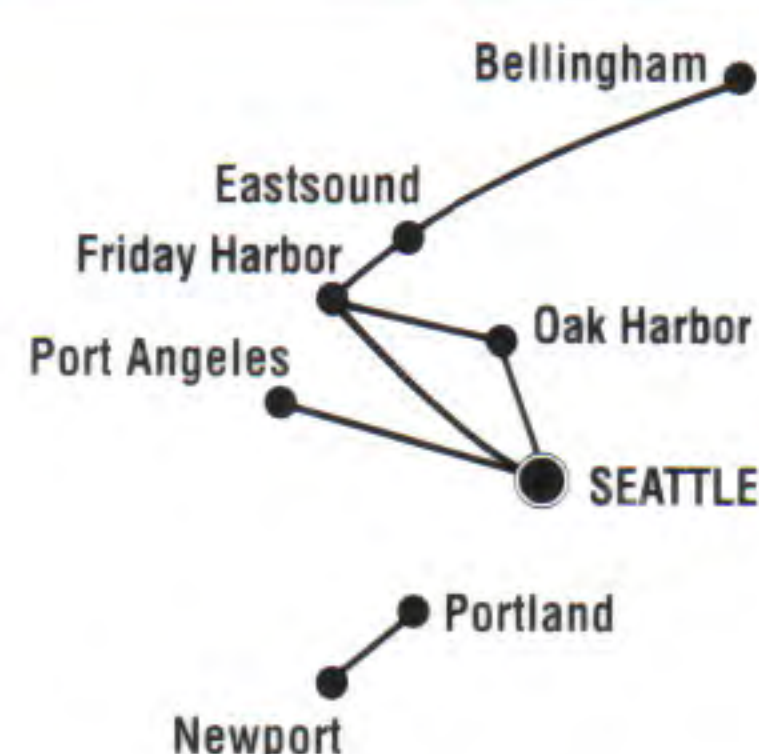 Bellingham
Eastsound
Friday Harbor
Oak Harbor
Port Angeles
SEATTLE
Portland
Newport